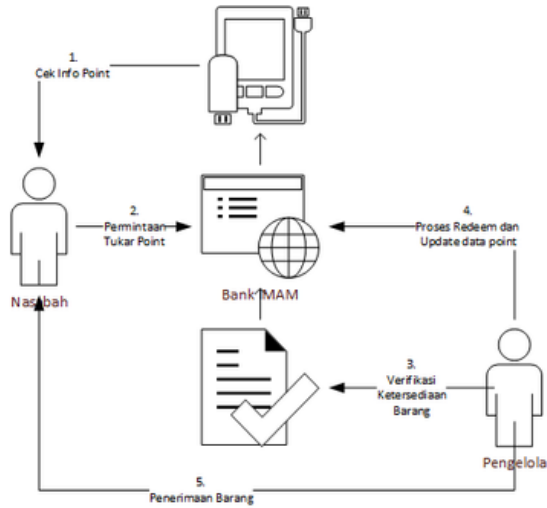 1.
Cek Info Point
2.
Permintaan
Tukar Point
4.
Proses Redeem dan
Update data point
Nasabah
Bank IMAM
3.
Verifikasi
Ketersediaan
Barang
Pengelola
5.
Penerimaan Barang